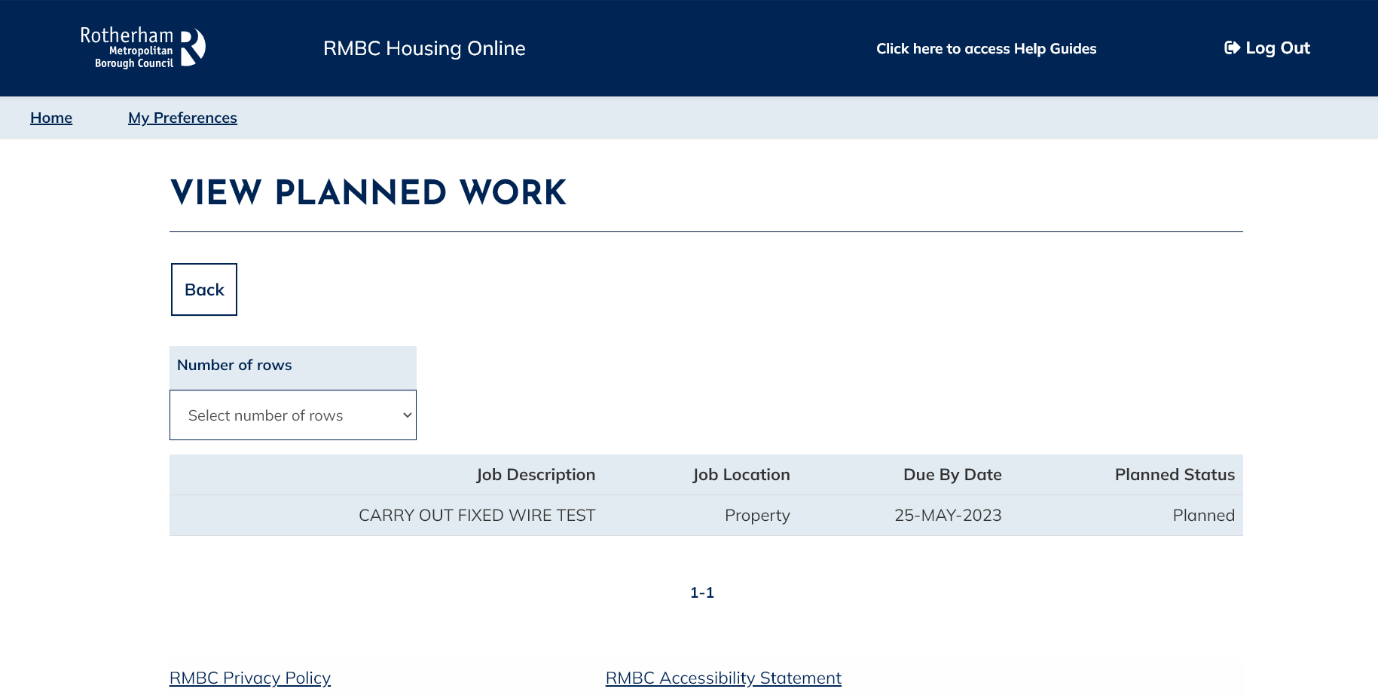 Rotherham
Metropolitan
Borough Council
RMBC Housing Online
Click here to access Help Guides
Log Out
Home
My Preferences
VIEW PLANNED WORK
Back
Number of rows
Select number of rows
Job Description Job Location Due By Date Planned Status
CARRY OUT FIXED WIRE TEST Property 25-MAY-2023 Planned
1-1
RMBC Privacy Policy
RMBC Accessibility Statement